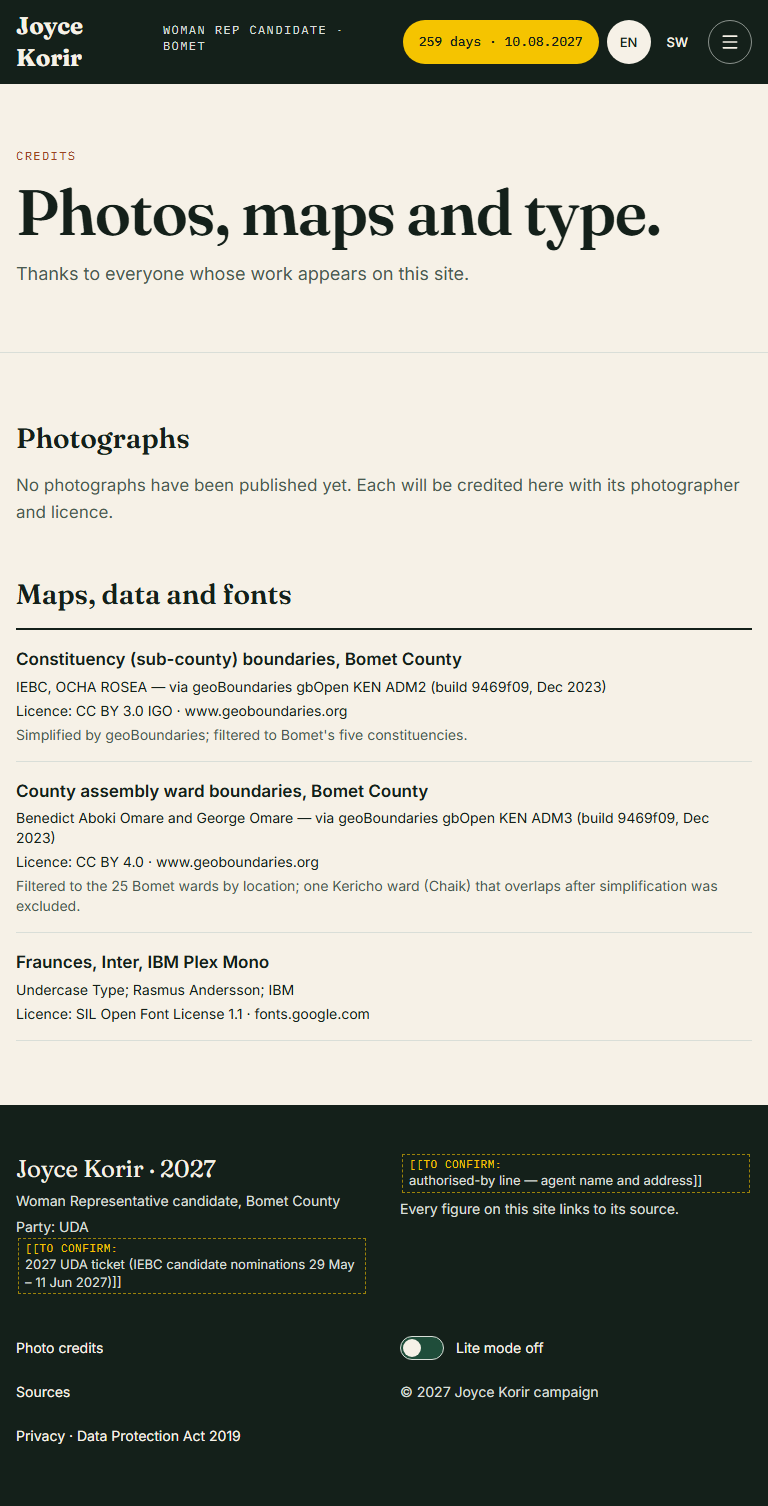 Joyce
Korir
WOMAN REP CANDIDATE ·
BOMET
259 days · 10.08.2027
EN
SW
CREDITS
Photos, maps and type.
Thanks to everyone whose work appears on this site.
Photographs
No photographs have been published yet. Each will be credited here with its photographer
and licence.
Maps, data and fonts
Constituency (sub-county) boundaries, Bomet County
IEBC, OCHA ROSEA — via geoBoundaries gbOpen KEN ADM2 (build 9469f09, Dec 2023)
Licence: CC BY 3.0 IGO · www.geoboundaries.org
Simplified by geoBoundaries; filtered to Bomet's five constituencies.
County assembly ward boundaries, Bomet County
Benedict Aboki Omare and George Omare — via geoBoundaries gbOpen KEN ADM3 (build 9469f09, Dec
2023)
Licence: CC BY 4.0 · www.geoboundaries.org
Filtered to the 25 Bomet wards by location; one Kericho ward (Chaik) that overlaps after simplification was
excluded.
Fraunces, Inter, IBM Plex Mono
Undercase Type; Rasmus Andersson; IBM
Licence: SIL Open Font License 1.1 · fonts.google.com
Joyce Korir · 2027
Woman Representative candidate, Bomet County
Party: UDA
[[TO CONFIRM:
2027 UDA ticket (IEBC candidate nominations 29 May
– 11 Jun 2027)]]
[[TO CONFIRM:
authorised-by line — agent name and address]]
Every figure on this site links to its source.
Photo credits
Sources
Privacy · Data Protection Act 2019
Lite mode off
© 2027 Joyce Korir campaign